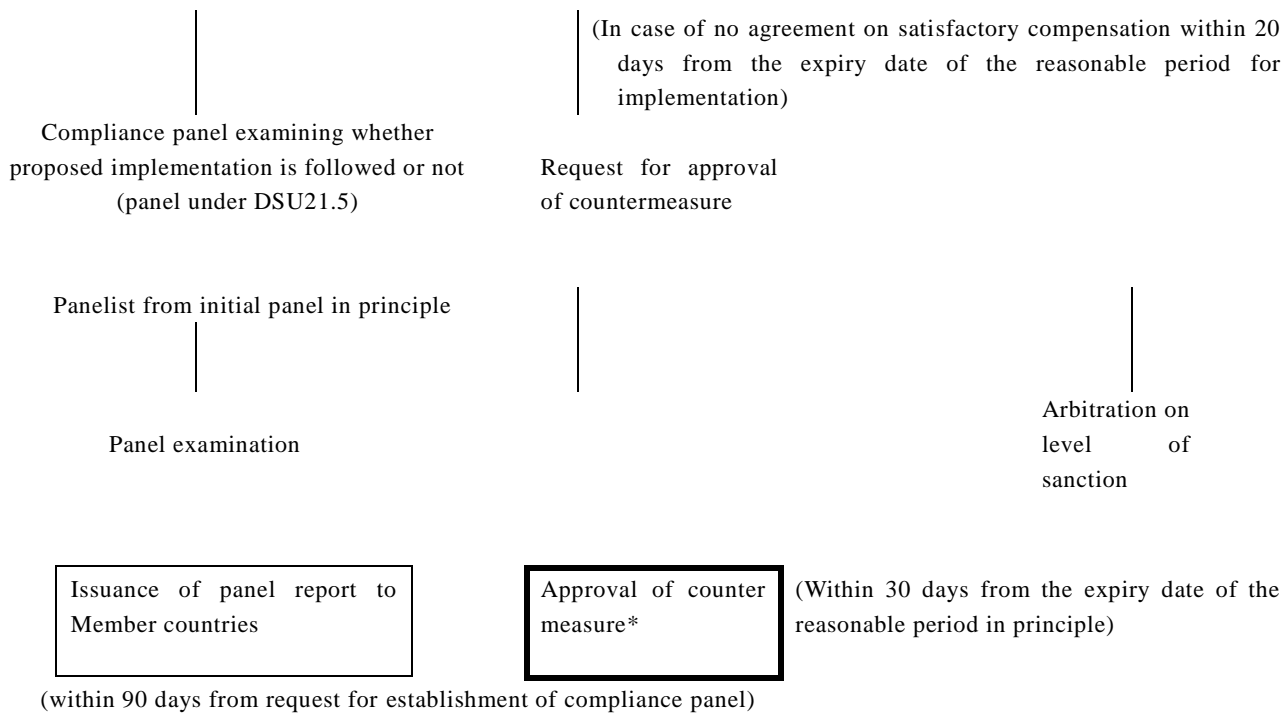 (In case of no agreement on satisfactory compensation within 20
days from the expiry date of the reasonable period for
implementation)
Compliance panel examining whether
proposed implementation is followed or not
(panel under DSU21.5)
Request for approval
of countermeasure
Panelist from initial panel in principle
Panel examination
Arbitration on
level of
sanction
Issuance of panel report to
Member countries
Approval of counter
measure*
(Within 30 days from the expiry date of the
reasonable period in principle)
(within 90 days from request for establishment of compliance panel)